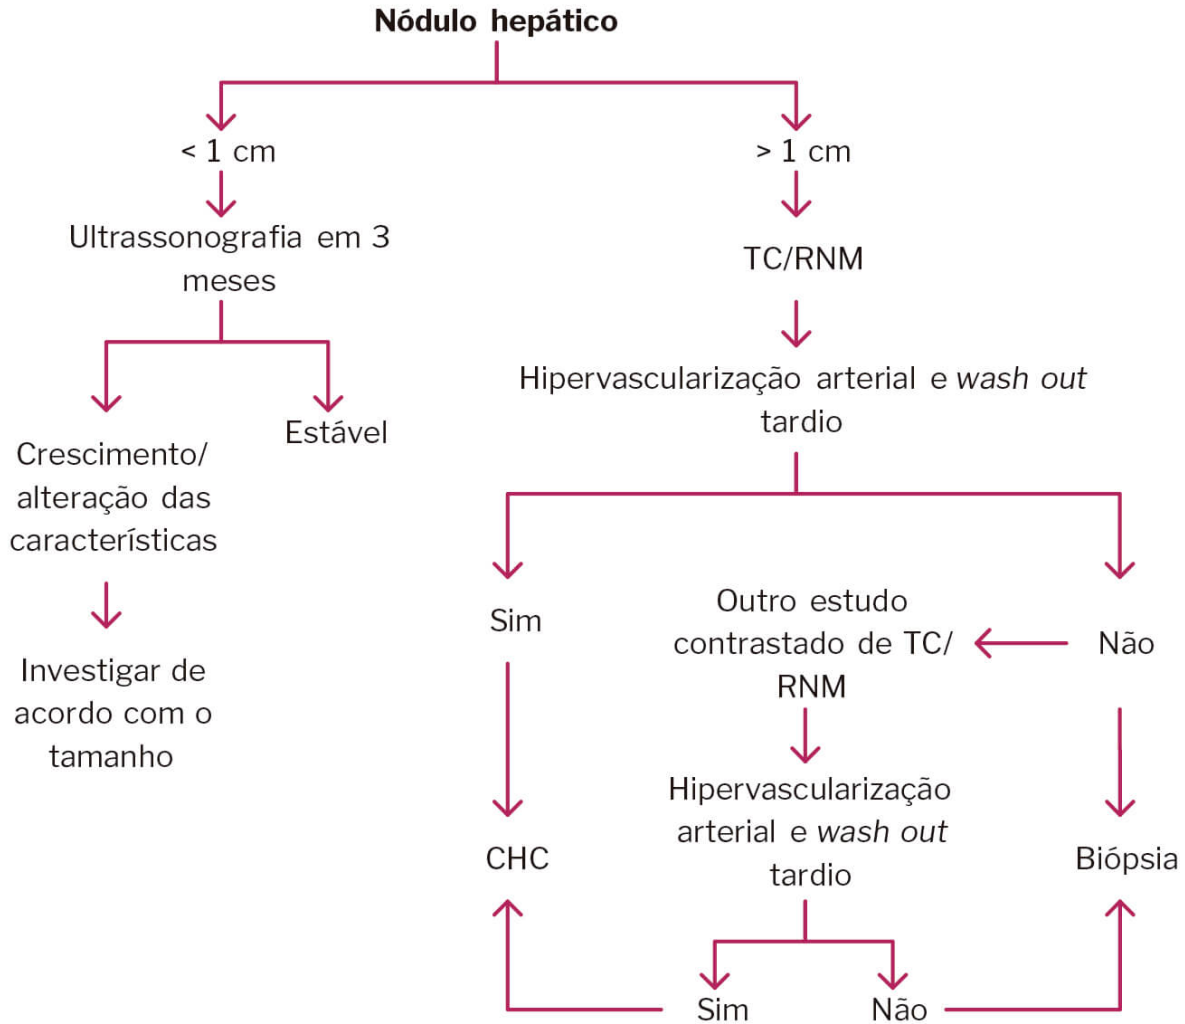 Nódulo hepático
< 1 cm
Ultrassonografia em 3
meses
Crescimento/
alteração das
características
Investigar de
acordo com o
tamanho
Estável
> 1 cm
TC/RNM
Hipervascularização arterial e wash out
tardio
Sim
CHC
Não
Outro estudo
contrastado de TC/
RNM
Hipervascularização
arterial e wash out
tardio
Sim
Não
Biópsia